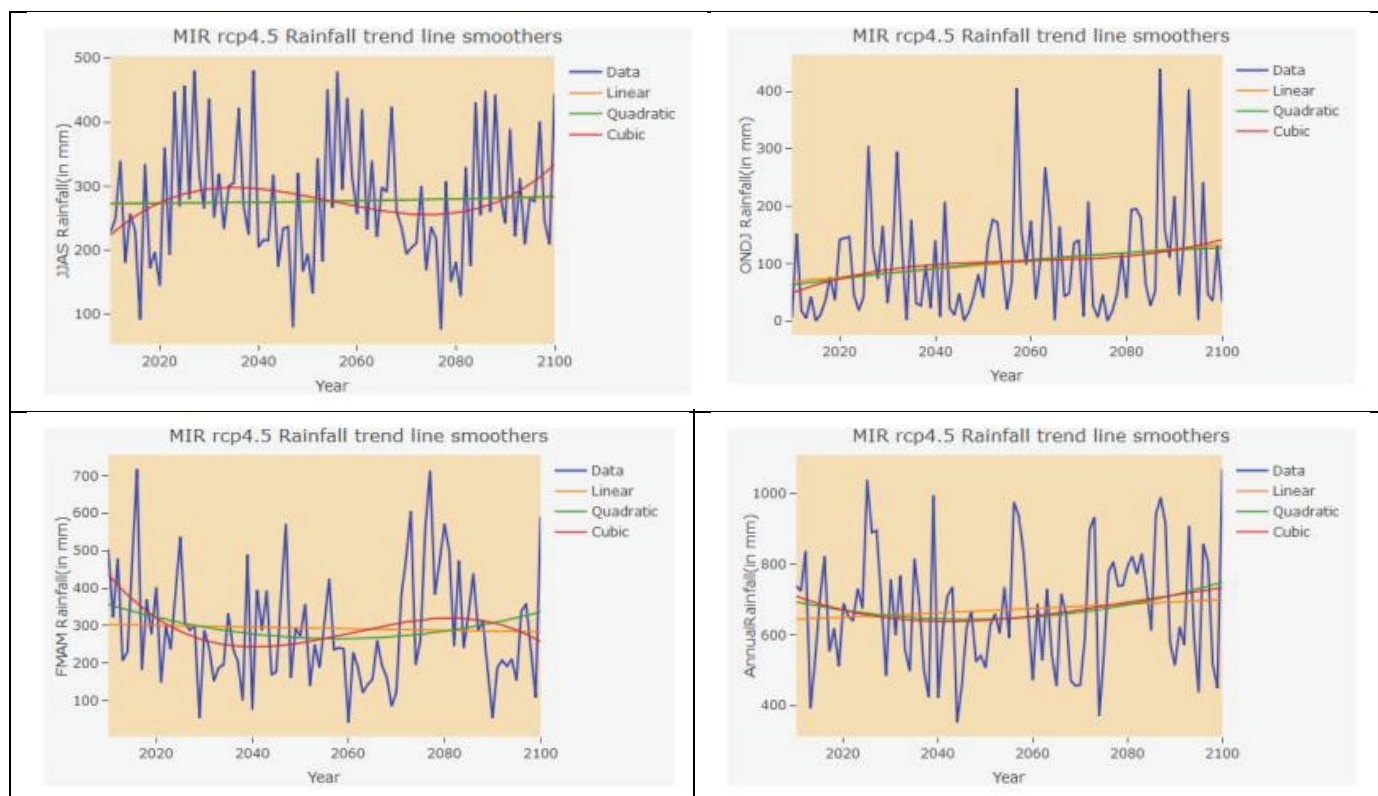 MIR rcp4.5 Rainfall trend line smoothers
500
400
300
200
100
JJAS Rainfall(in mm)
2020 2040 2060 2080 2100
Year
Data
Linear
Quadratic
Cubic
MIR rcp4.5 Rainfall trend line smoothers
400
300
200
100
0
ONDJ Rainfall(in mm)
2020 2040 2060 2080 2100
Year
Data
Linear
Quadratic
Cubic
MIR rcp4.5 Rainfall trend line smoothers
700
600
500
400
300
200
100
FMAM Rainfall(in mm)
2020 2040 2060 2080 2100
Year
Data
Linear
Quadratic
Cubic
MIR rcp4.5 Rainfall trend line smoothers
1000
800
600
400
AnnualRainfall(in mm)
2020 2040 2060 2080 2100
Year
Data
Linear
Quadratic
Cubic